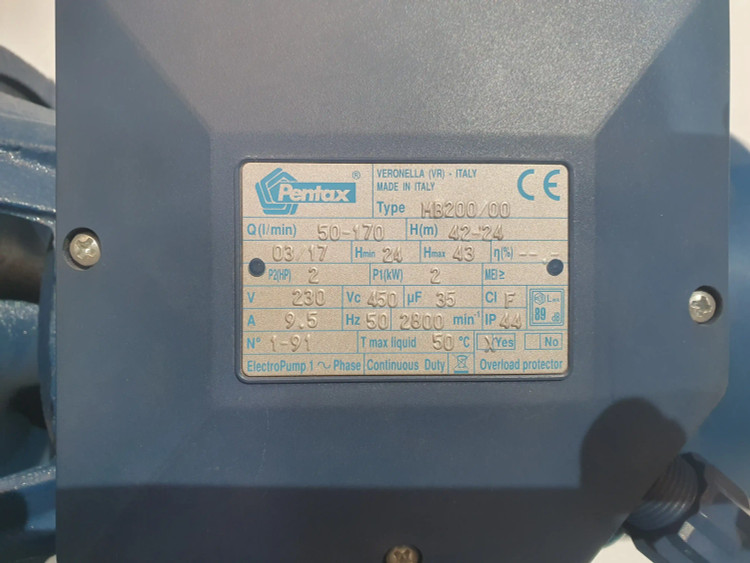 Pentax ®
VERONELLA (VR) - ITALY
MADE IN ITALY
CE
Type MB200/00
Q(l/min) 50-170 H(m) 42-24
03/17 Hmin 24 Hmax 43 η(%) --
P2(HP) 2 P1(kW) 2 MEI≥
V 230 Vc 450 µF 35 Cl F
A 9.5 Hz 50 2800 min⁻¹ IP 44
89 dB
N° 1-91 T max liquid 50 °C X Yes No
ElectroPump 1 ~ Phase Continuous Duty Overload protector